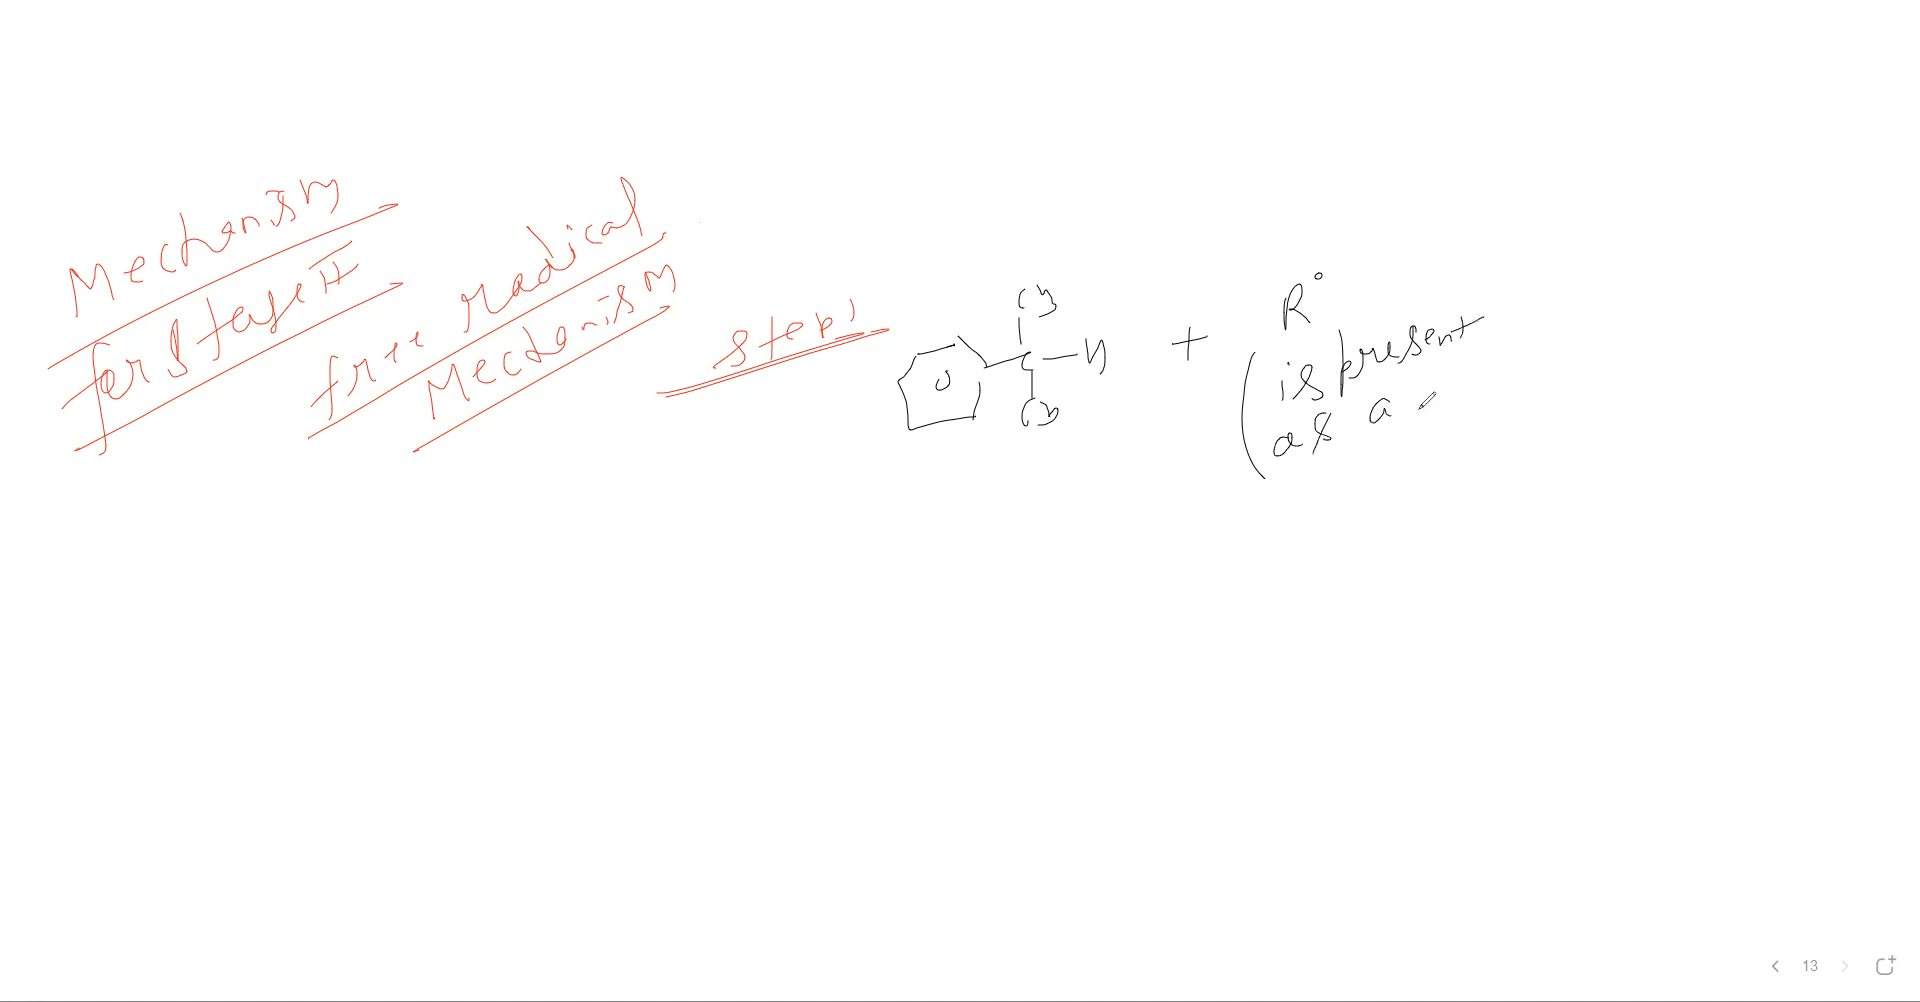 Mechanism
for Stage II
free radical
Mechanism
step 1
CH3
C-H
CH3
+
R°
(is present
as a
13